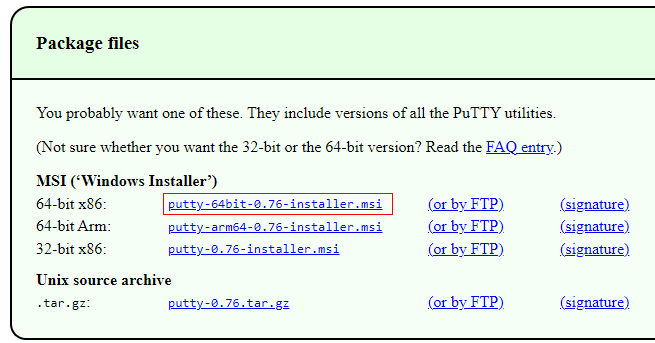 Package files
You probably want one of these. They include versions of all the PuTTY utilities.
(Not sure whether you want the 32-bit or the 64-bit version? Read the FAQ entry.)
MSI (‘Windows Installer’)
64-bit x86: putty-64bit-0.76-installer.msi (or by FTP) (signature)
64-bit Arm: putty-arm64-0.76-installer.msi (or by FTP) (signature)
32-bit x86: putty-0.76-installer.msi (or by FTP) (signature)
Unix source archive
.tar.gz: putty-0.76.tar.gz (or by FTP) (signature)